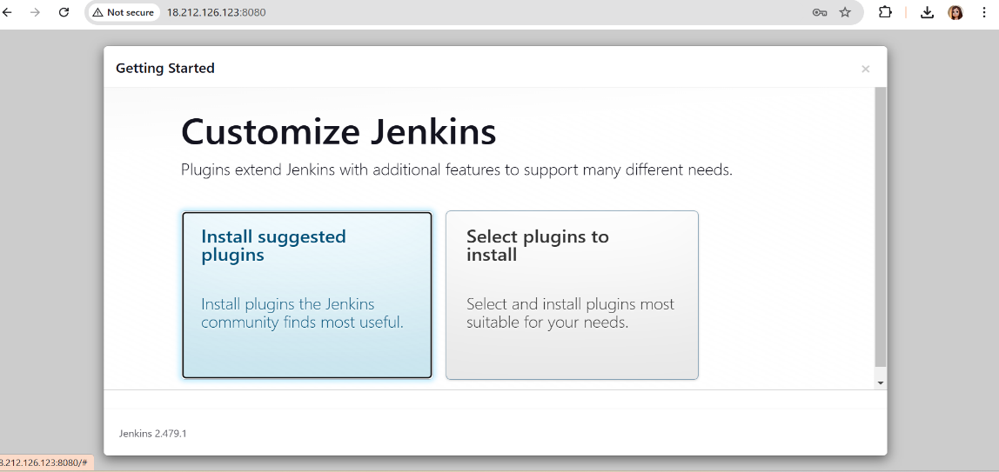 Not secure 18.212.126.123:8080
Getting Started ×
Customize Jenkins
Plugins extend Jenkins with additional features to support many different needs.
Install suggested
plugins
Install plugins the Jenkins
community finds most useful.
Select plugins to
install
Select and install plugins most
suitable for your needs.
Jenkins 2.479.1
8.212.126.123:8080/#